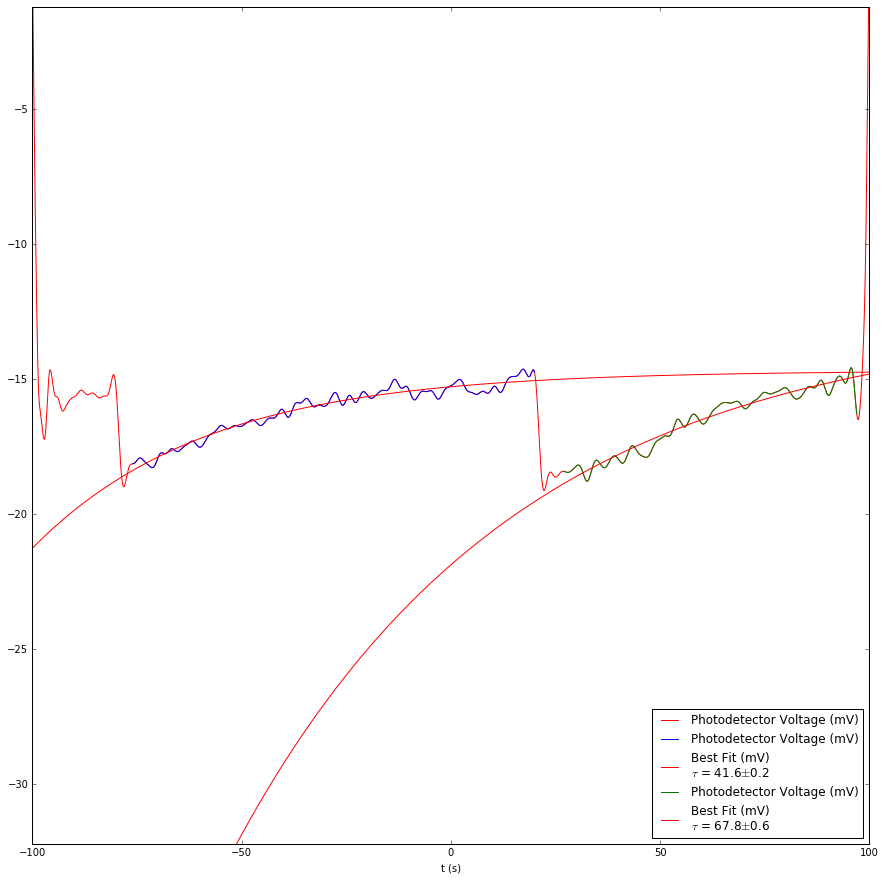 −5
−10
−15
−20
−25
−30
−100
−50
0
50
100
t (s)
Photodetector Voltage (mV)
Photodetector Voltage (mV)
Best Fit (mV)
τ = 41.6±0.2
Photodetector Voltage (mV)
Best Fit (mV)
τ = 67.8±0.6